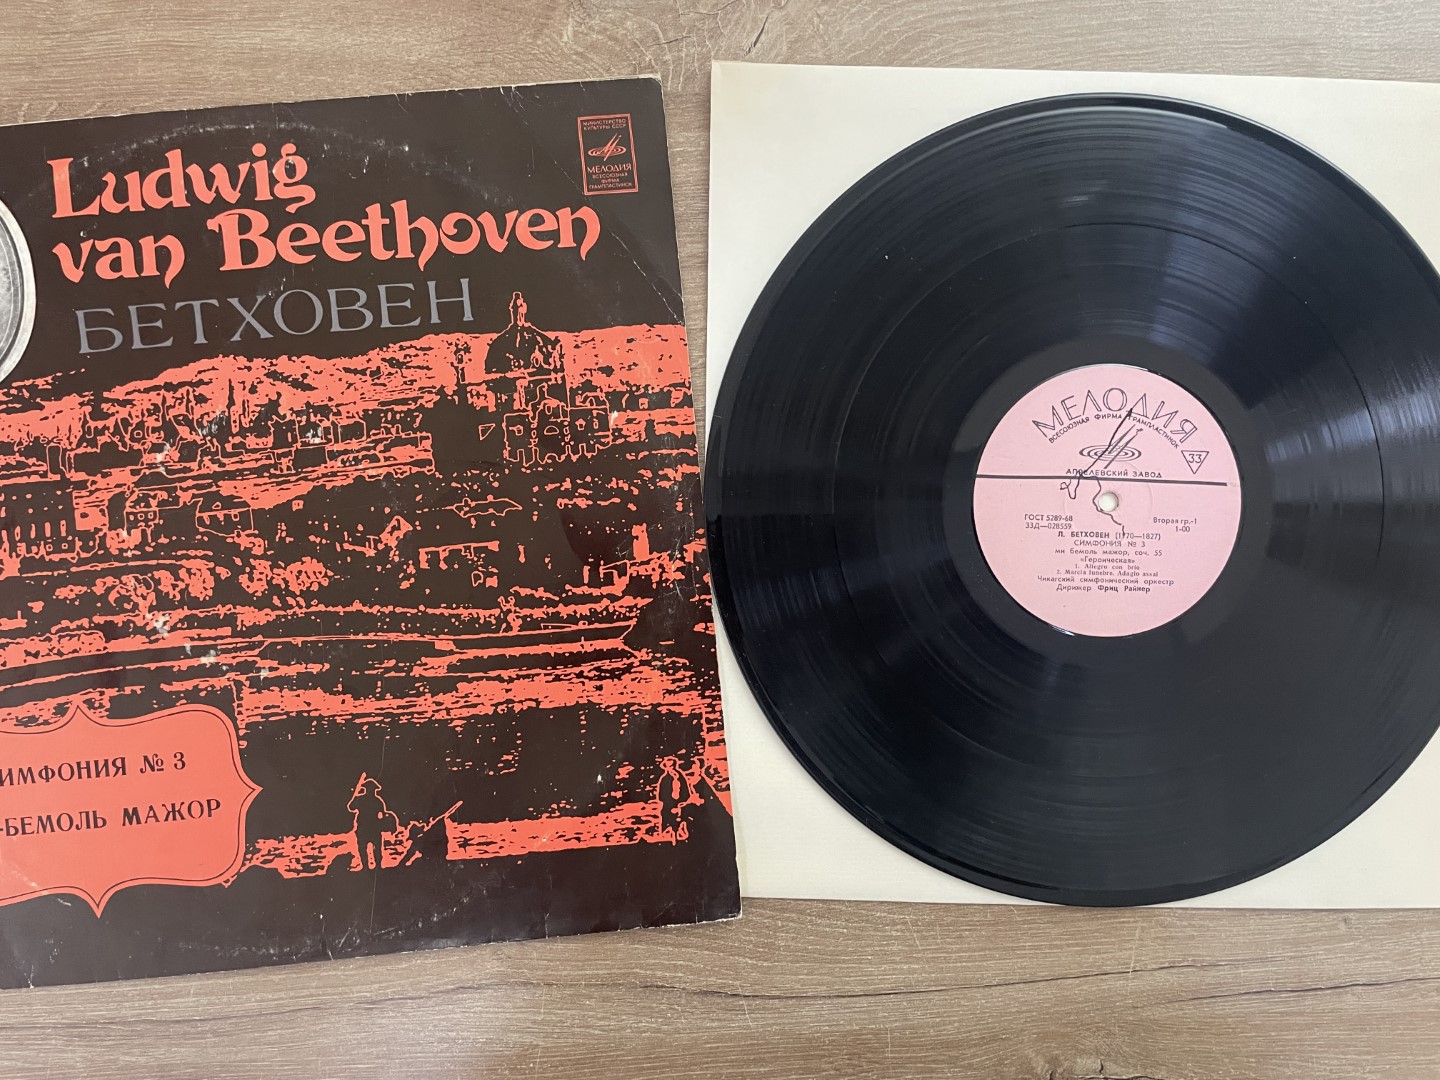 Ludwig
van Beethoven
БЕТХОВЕН
МИНИСТЕРСТВО
КУЛЬТУРЫ СССР
МЕЛОДИЯ
ВСЕСОЮЗНАЯ
ФИРМА
ГРАМПЛАСТИНОК
ИМФОНИЯ № 3
-БЕМОЛЬ МАЖОР
МЕЛОДИЯ
ВСЕСОЮЗНАЯ ФИРМА ГРАМПЛАСТИНОК
33
АПРЕЛЕВСКИЙ ЗАВОД
ГОСТ 5289-68
33Д—028559
Вторая гр.-1
1-00
Л. БЕТХОВЕН (1770—1827)
СИМФОНИЯ № 3
ми бемоль мажор, соч. 55
«Героическая»
1. Allegro con brio
2. Marcia funebre. Adagio assai
Чикагский симфонический оркестр
Дирижер Фриц Райнер